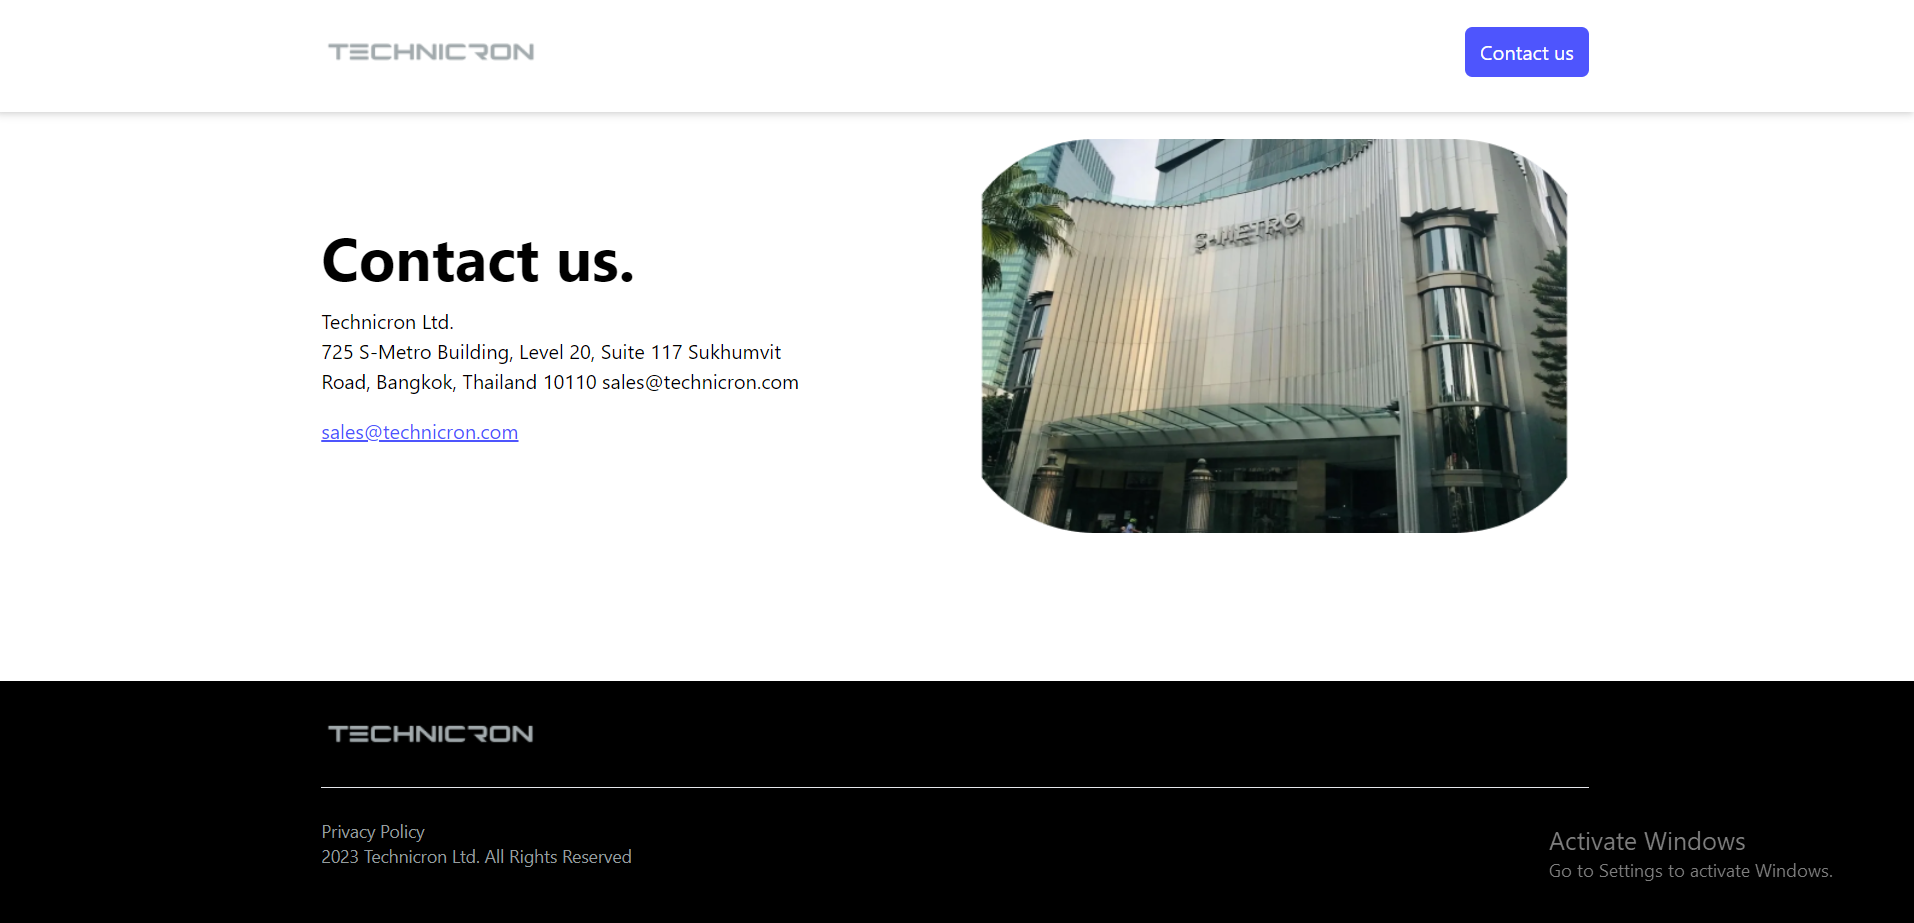 TECHNICRON
Contact us
S-METRO
Contact us.
Technicron Ltd.
725 S-Metro Building, Level 20, Suite 117 Sukhumvit
Road, Bangkok, Thailand 10110 sales@technicron.com
sales@technicron.com
TECHNICRON
Privacy Policy
2023 Technicron Ltd. All Rights Reserved
Activate Windows
Go to Settings to activate Windows.